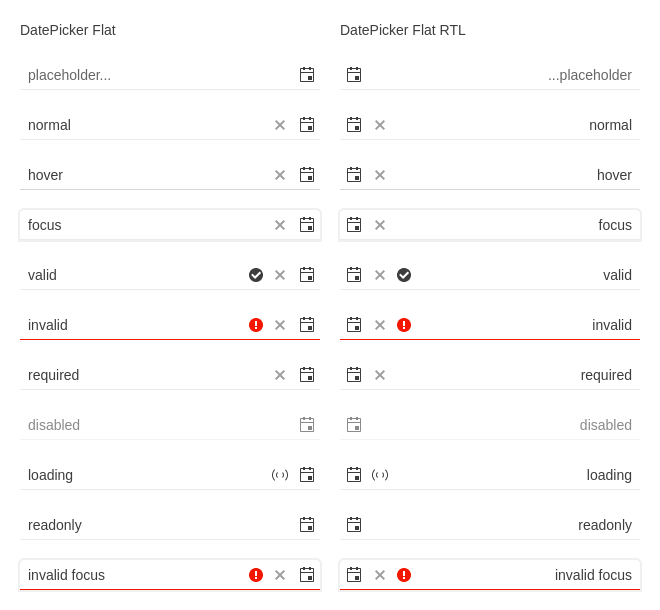 DatePicker Flat
placeholder...
normal
hover
focus
valid
invalid
required
disabled
loading
readonly
invalid focus
DatePicker Flat RTL
...placeholder
normal
hover
focus
valid
invalid
required
disabled
loading
readonly
invalid focus